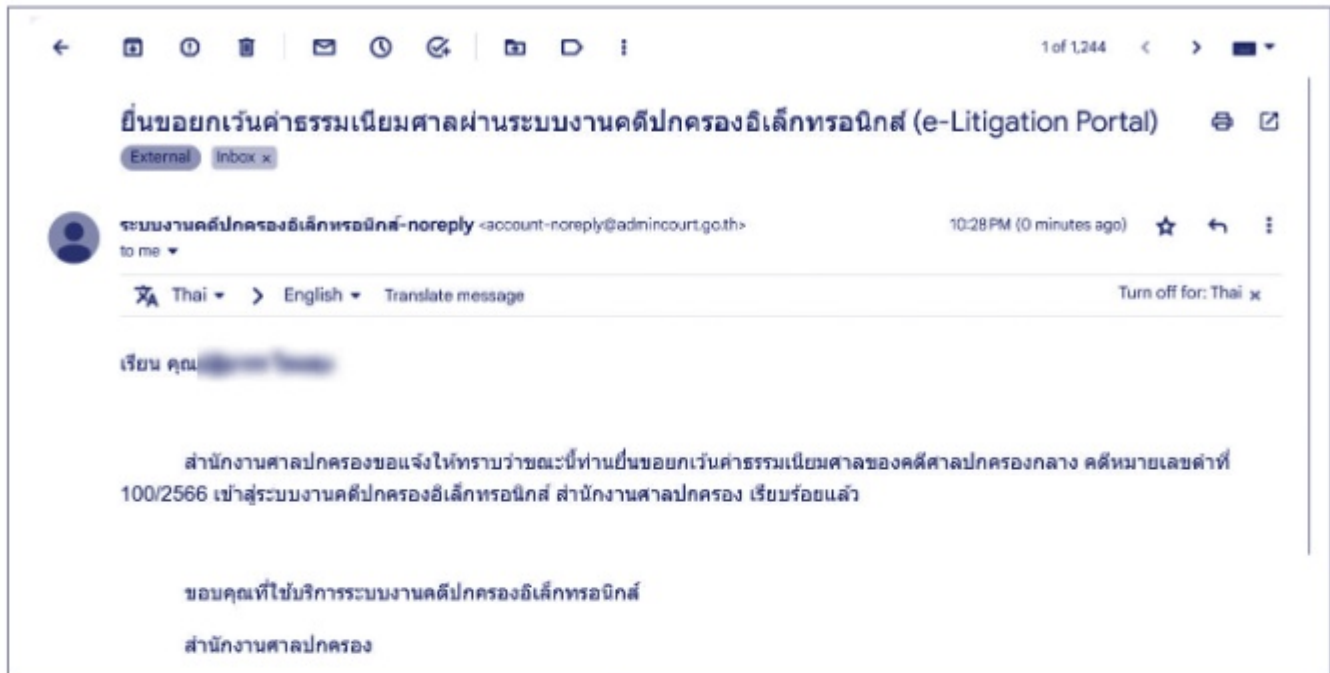 1 of 1,244
ยื่นขอยกเว้นค่าธรรมเนียมศาลผ่านระบบงานคดีปกครองอิเล็กทรอนิกส์ (e-Litigation Portal)
External Inbox x
ระบบงานคดีปกครองอิเล็กทรอนิกส์-noreply <account-noreply@admincourt.go.th> 10:28 PM (0 minutes ago)
to me
Thai > English Translate message Turn off for: Thai x
เรียน คุณ
สำนักงานศาลปกครองขอแจ้งให้ทราบว่าขณะนี้ท่านยื่นขอยกเว้นค่าธรรมเนียมศาลของคดีศาลปกครองกลาง คดีหมายเลขดำที่
100/2566 เข้าสู่ระบบงานคดีปกครองอิเล็กทรอนิกส์ สำนักงานศาลปกครอง เรียบร้อยแล้ว
ขอบคุณที่ใช้บริการระบบงานคดีปกครองอิเล็กทรอนิกส์
สำนักงานศาลปกครอง